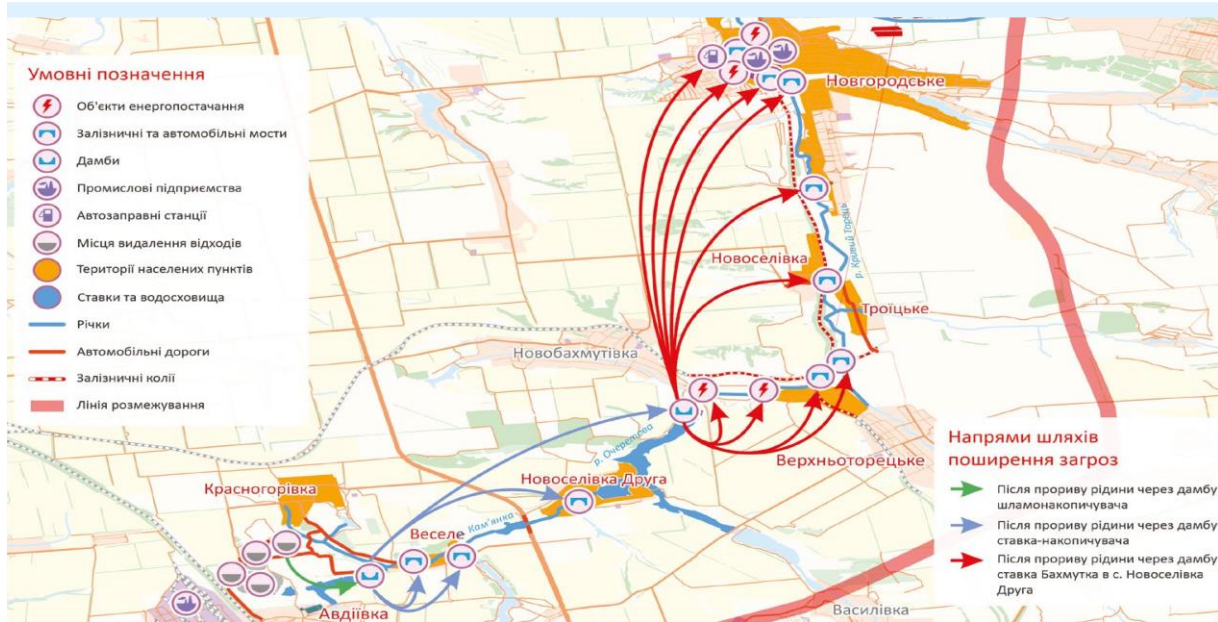 Умовні позначення
Об'єкти енергопостачання
Залізничні та автомобільні мости
Дамби
Промислові підприємства
Автозаправні станції
Місця видалення відходів
Території населених пунктів
Ставки та водосховища
Річки
Автомобільні дороги
Залізничні колії
Лінія розмежування
Новгородське
р. Кривий Торець
Новоселівка
Троїцьке
Новобахмутівка
р. Очеретова
Верхньоторецьке
Новоселівка Друга
Красногорівка
Кам'янка
Веселе
Авдіївка
Василівка
Напрями шляхів
поширення загроз
Після прориву рідини через дамбу
шламонакопичувача
Після прориву рідини через дамбу
ставка-накопичувача
Після прориву рідини через дамбу
ставка Бахмутка в с. Новоселівка
Друга